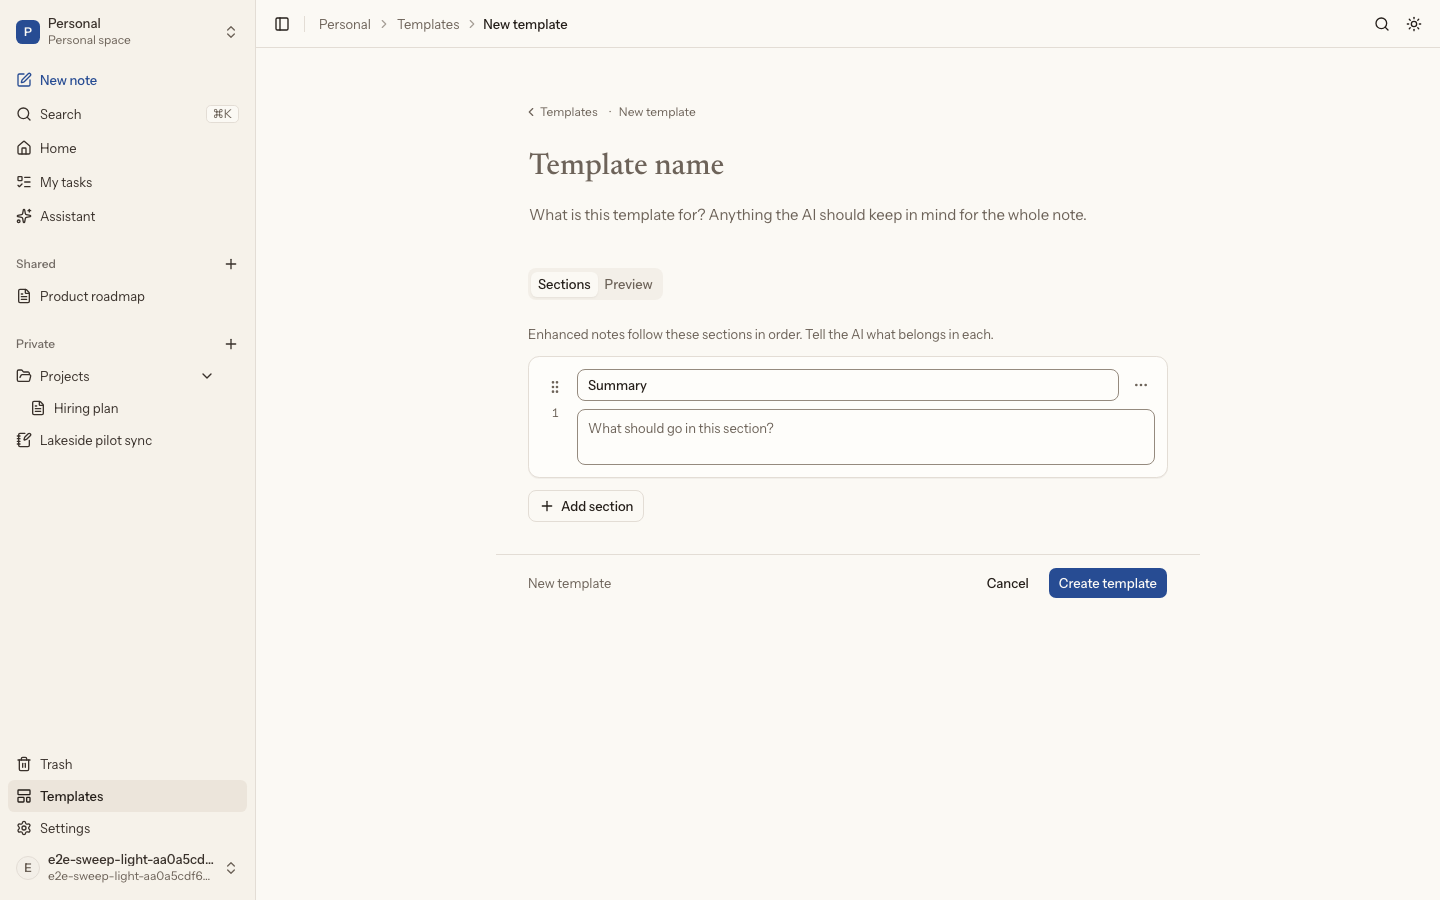 P
Personal
Personal space
New note
Search
⌘K
Home
My tasks
Assistant
Shared
Product roadmap
Private
Projects
Hiring plan
Lakeside pilot sync
Trash
Templates
Settings
E
e2e-sweep-light-aa0a5cd...
e2e-sweep-light-aa0a5cdf6...
Personal
Templates
New template
Templates · New template
Template name
What is this template for? Anything the AI should keep in mind for the whole note.
Sections
Preview
Enhanced notes follow these sections in order. Tell the AI what belongs in each.
Summary
1
What should go in this section?
Add section
New template
Cancel
Create template